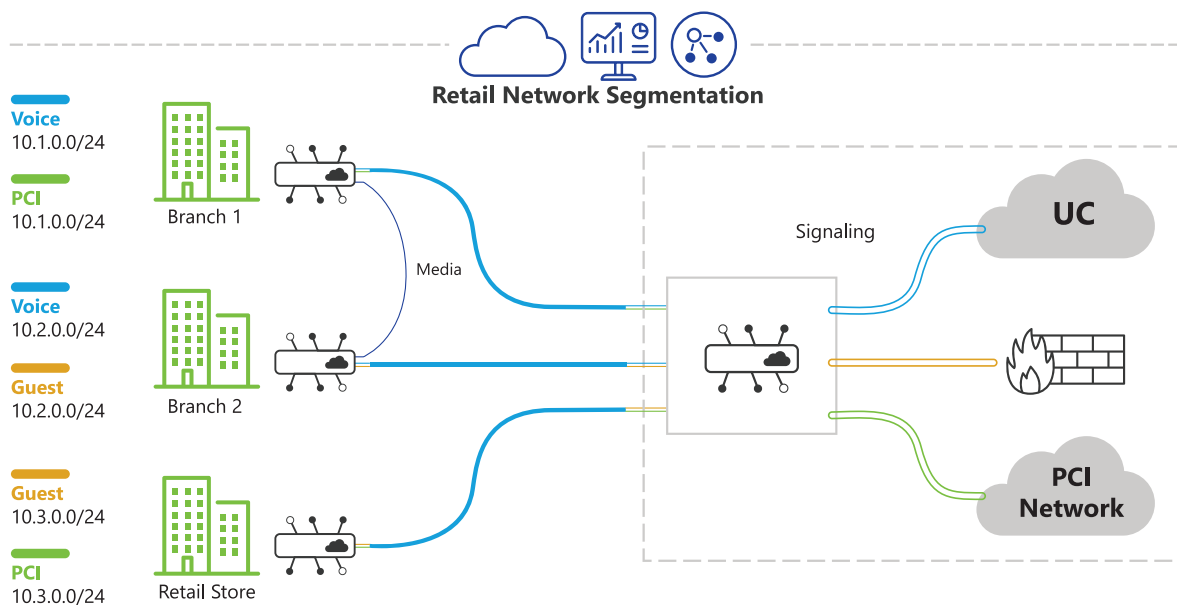 Retail Network Segmentation
Voice
10.1.0.0/24
PCI
10.1.0.0/24
Branch 1
Voice
10.2.0.0/24
Guest
10.2.0.0/24
Branch 2
Guest
10.3.0.0/24
PCI
10.3.0.0/24
Retail Store
Media
Signaling
UC
PCI
Network